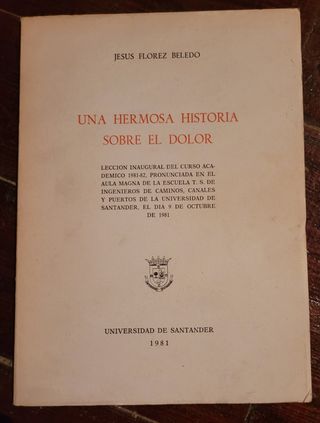 JESUS FLOREZ BELEDO
UNA HERMOSA HISTORIA
SOBRE EL DOLOR
LECCION INAUGURAL DEL CURSO ACA-
DEMICO 1981-82, PRONUNCIADA EN EL
AULA MAGNA DE LA ESCUELA T. S. DE
INGENIEROS DE CAMINOS, CANALES
Y PUERTOS DE LA UNIVERSIDAD DE
SANTANDER, EL DIA 9 DE OCTUBRE
DE 1981
UNIVERSIDAD DE SANTANDER
1981